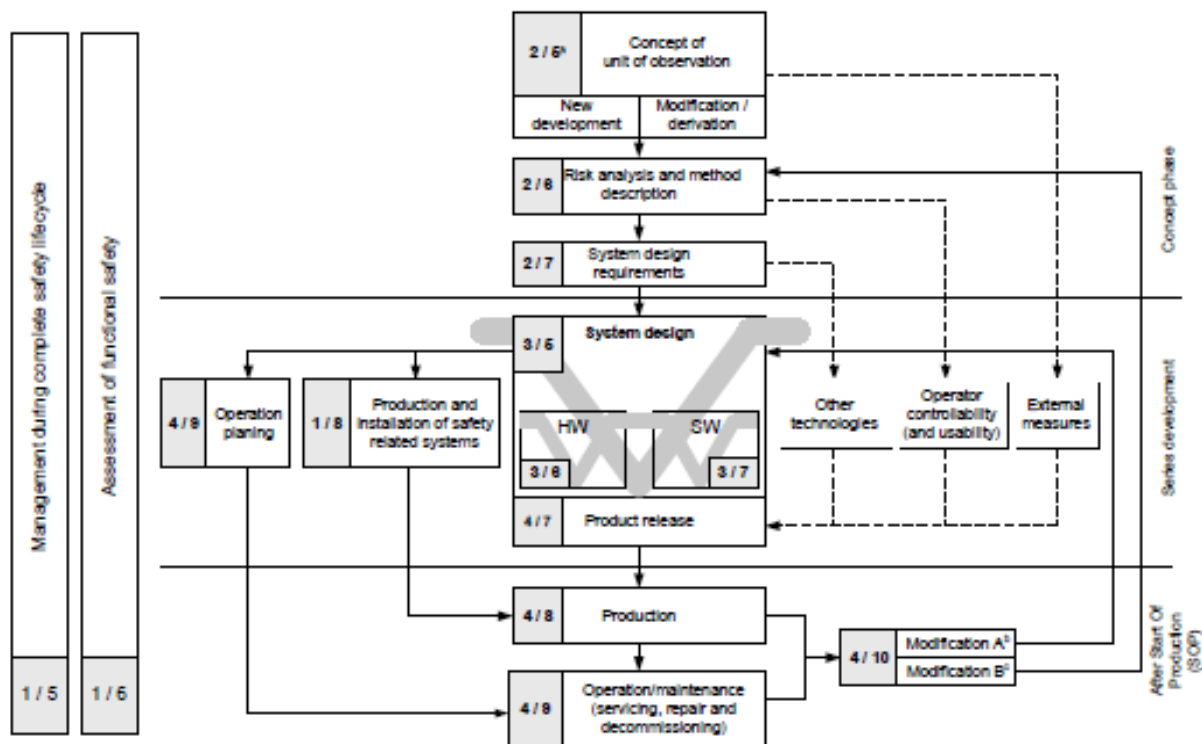 2 / 5ᵃ
Concept of
unit of observation
New
development
Modification /
derivation
2 / 6
Risk analysis and method
description
2 / 7
System design
requirements
Concept phase
3 / 5
System design
4 / 9
Operation
planing
1 / 8
Production and
installation of safety
related systems
HW
3 / 6
SW
3 / 7
Other
technologies
Operator
controllability
(and usability)
External
measures
4 / 7
Product release
Series development
4 / 8
Production
4 / 9
Operation/maintenance
(servicing, repair and
decommissioning)
4 / 10
Modification Aᵇ
Modification Bᶜ
After Start Of
Production
(SOP)
Management during complete safety lifecycle
1 / 5
Assessment of functional safety
1 / 6